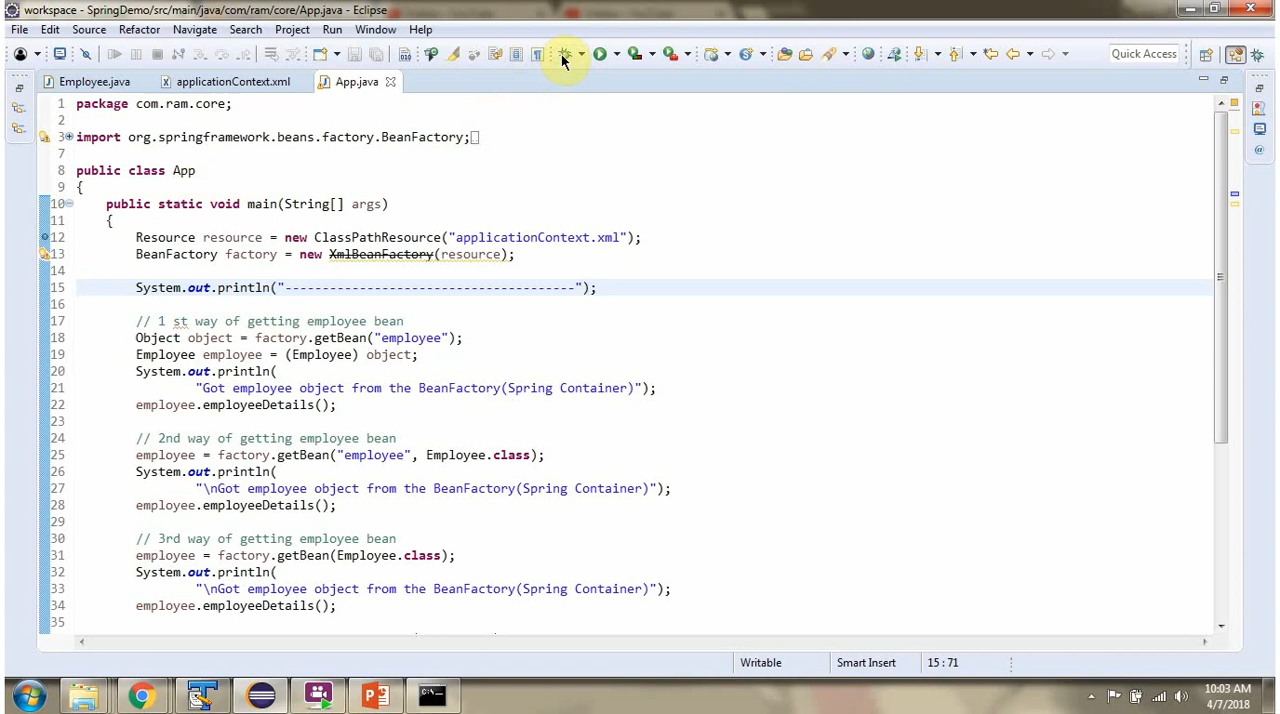 workspace - SpringDemo/src/main/java/com/ram/core/App.java - Eclipse
File Edit Source Refactor Navigate Search Project Run Window Help
Quick Access
Employee.java applicationContext.xml App.java
1 package com.ram.core;
2
3 import org.springframework.beans.factory.BeanFactory;
7
8 public class App
9 {
10 public static void main(String[] args)
11 {
12 Resource resource = new ClassPathResource("applicationContext.xml");
13 BeanFactory factory = new XmlBeanFactory(resource);
14
15 System.out.println("---------------------------------------");
16
17 // 1 st way of getting employee bean
18 Object object = factory.getBean("employee");
19 Employee employee = (Employee) object;
20 System.out.println(
21 "Got employee object from the BeanFactory(Spring Container)");
22 employee.employeeDetails();
23
24 // 2nd way of getting employee bean
25 employee = factory.getBean("employee", Employee.class);
26 System.out.println(
27 "\nGot employee object from the BeanFactory(Spring Container)");
28 employee.employeeDetails();
29
30 // 3rd way of getting employee bean
31 employee = factory.getBean(Employee.class);
32 System.out.println(
33 "\nGot employee object from the BeanFactory(Spring Container)");
34 employee.employeeDetails();
35
Writable Smart Insert 15 : 71
10:03 AM
4/7/2018